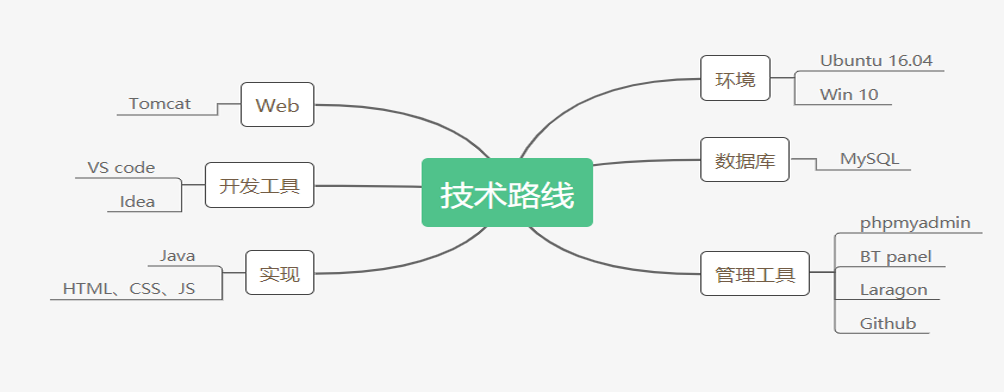 技术路线
Web
Tomcat
开发工具
VS code
Idea
实现
Java
HTML、CSS、JS
环境
Ubuntu 16.04
Win 10
数据库
MySQL
管理工具
phpmyadmin
BT panel
Laragon
Github